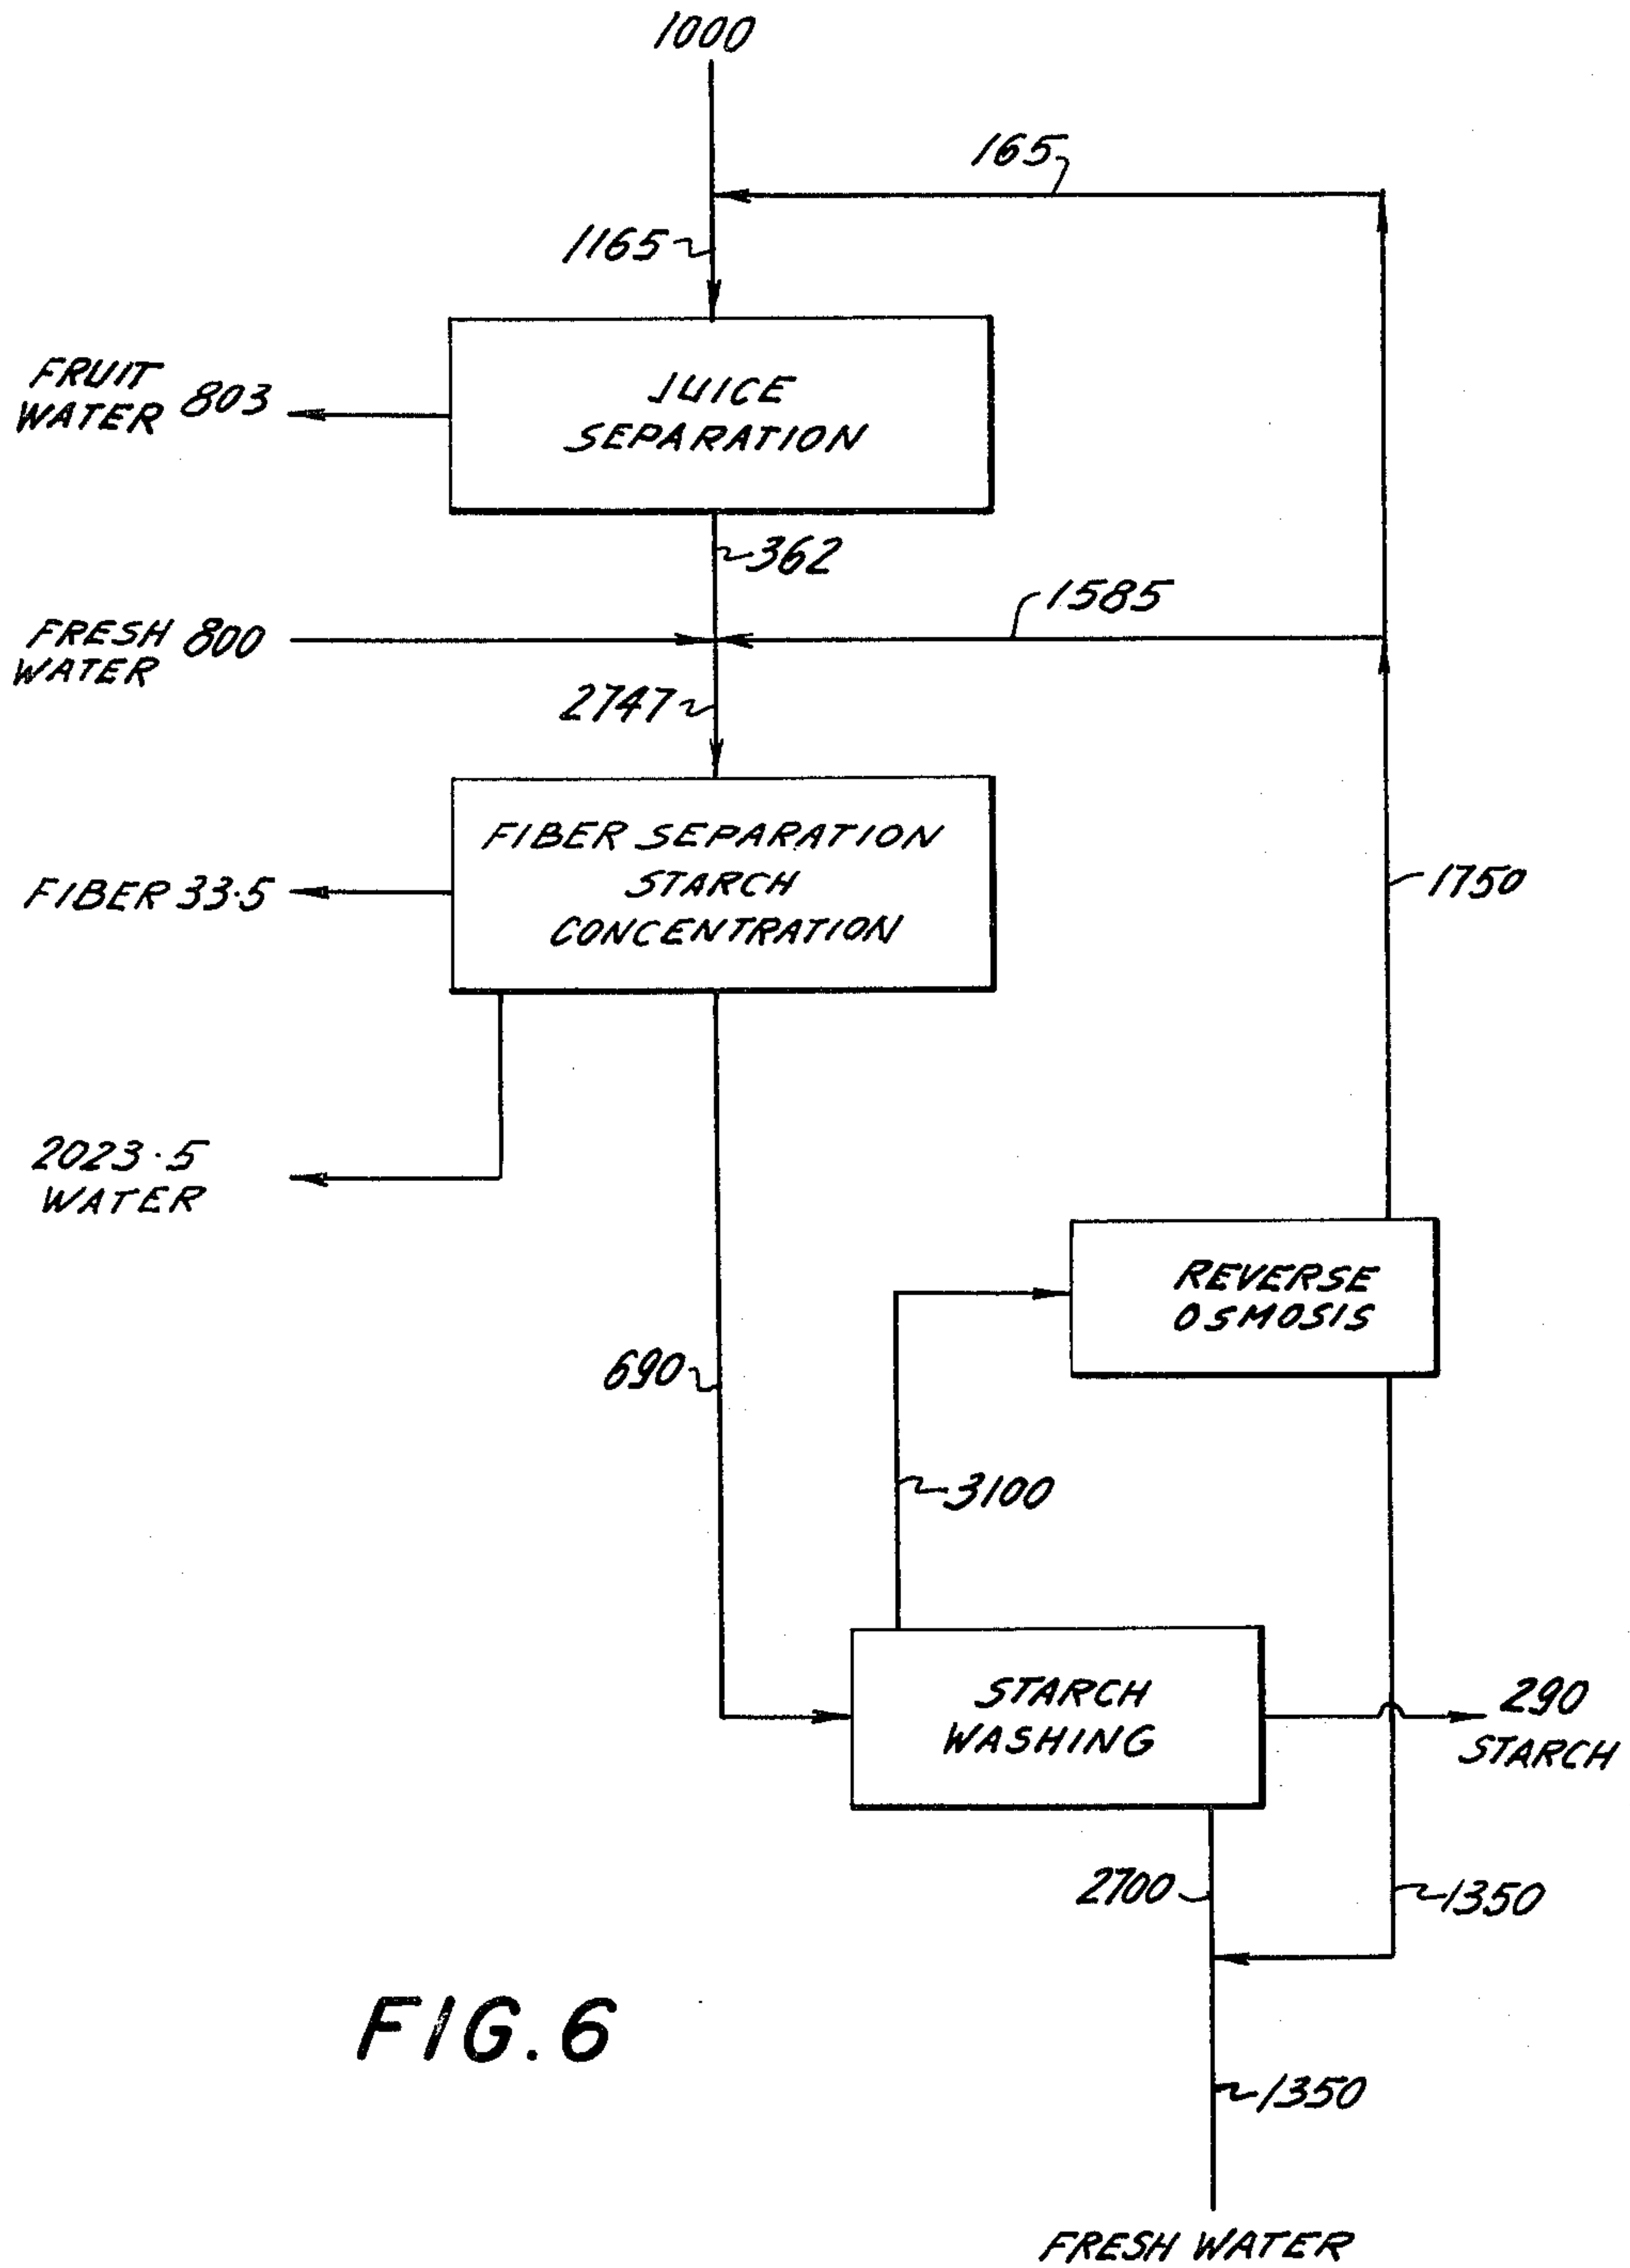 1000
165
1165
JUICE
SEPARATION
FRUIT
WATER 803
362
1585
FRESH 800
WATER
2747
FIBER SEPARATION
STARCH
CONCENTRATION
FIBER 33.5
1750
2023.5
WATER
REVERSE
OSMOSIS
690
3100
STARCH
WASHING
290
STARCH
2700
1350
FIG. 6
1350
FRESH WATER